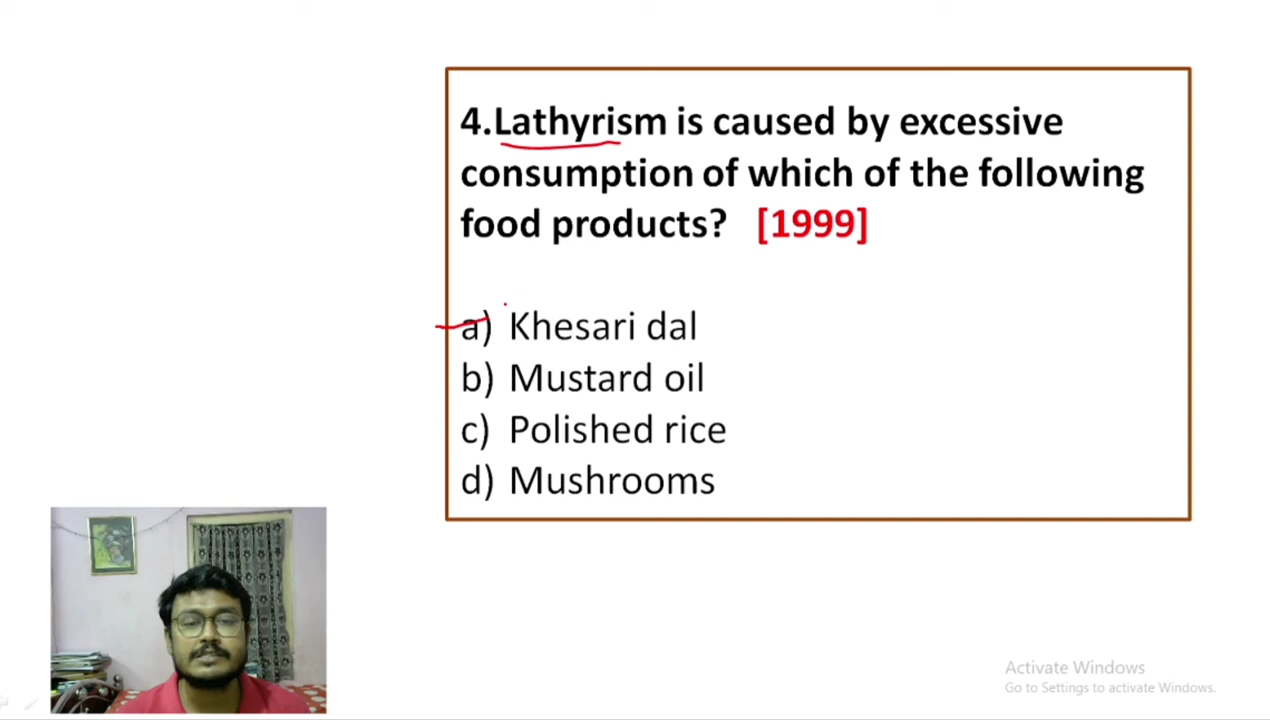 4.Lathyrism is caused by excessive
consumption of which of the following
food products? [1999]
a) Khesari dal
b) Mustard oil
c) Polished rice
d) Mushrooms
Activate Windows
Go to Settings to activate Windows.